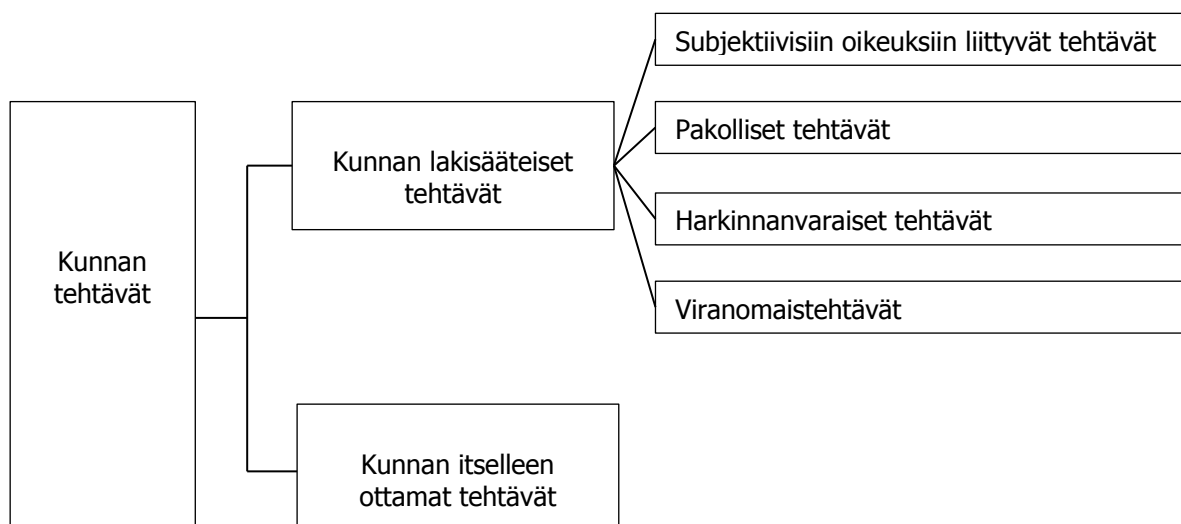 Subjektiivisiin oikeuksiin liittyvät tehtävät
Pakolliset tehtävät
Kunnan lakisääteiset
tehtävät
Harkinnanvaraiset tehtävät
Kunnan
tehtävät
Viranomaistehtävät
Kunnan itselleen
ottamat tehtävät